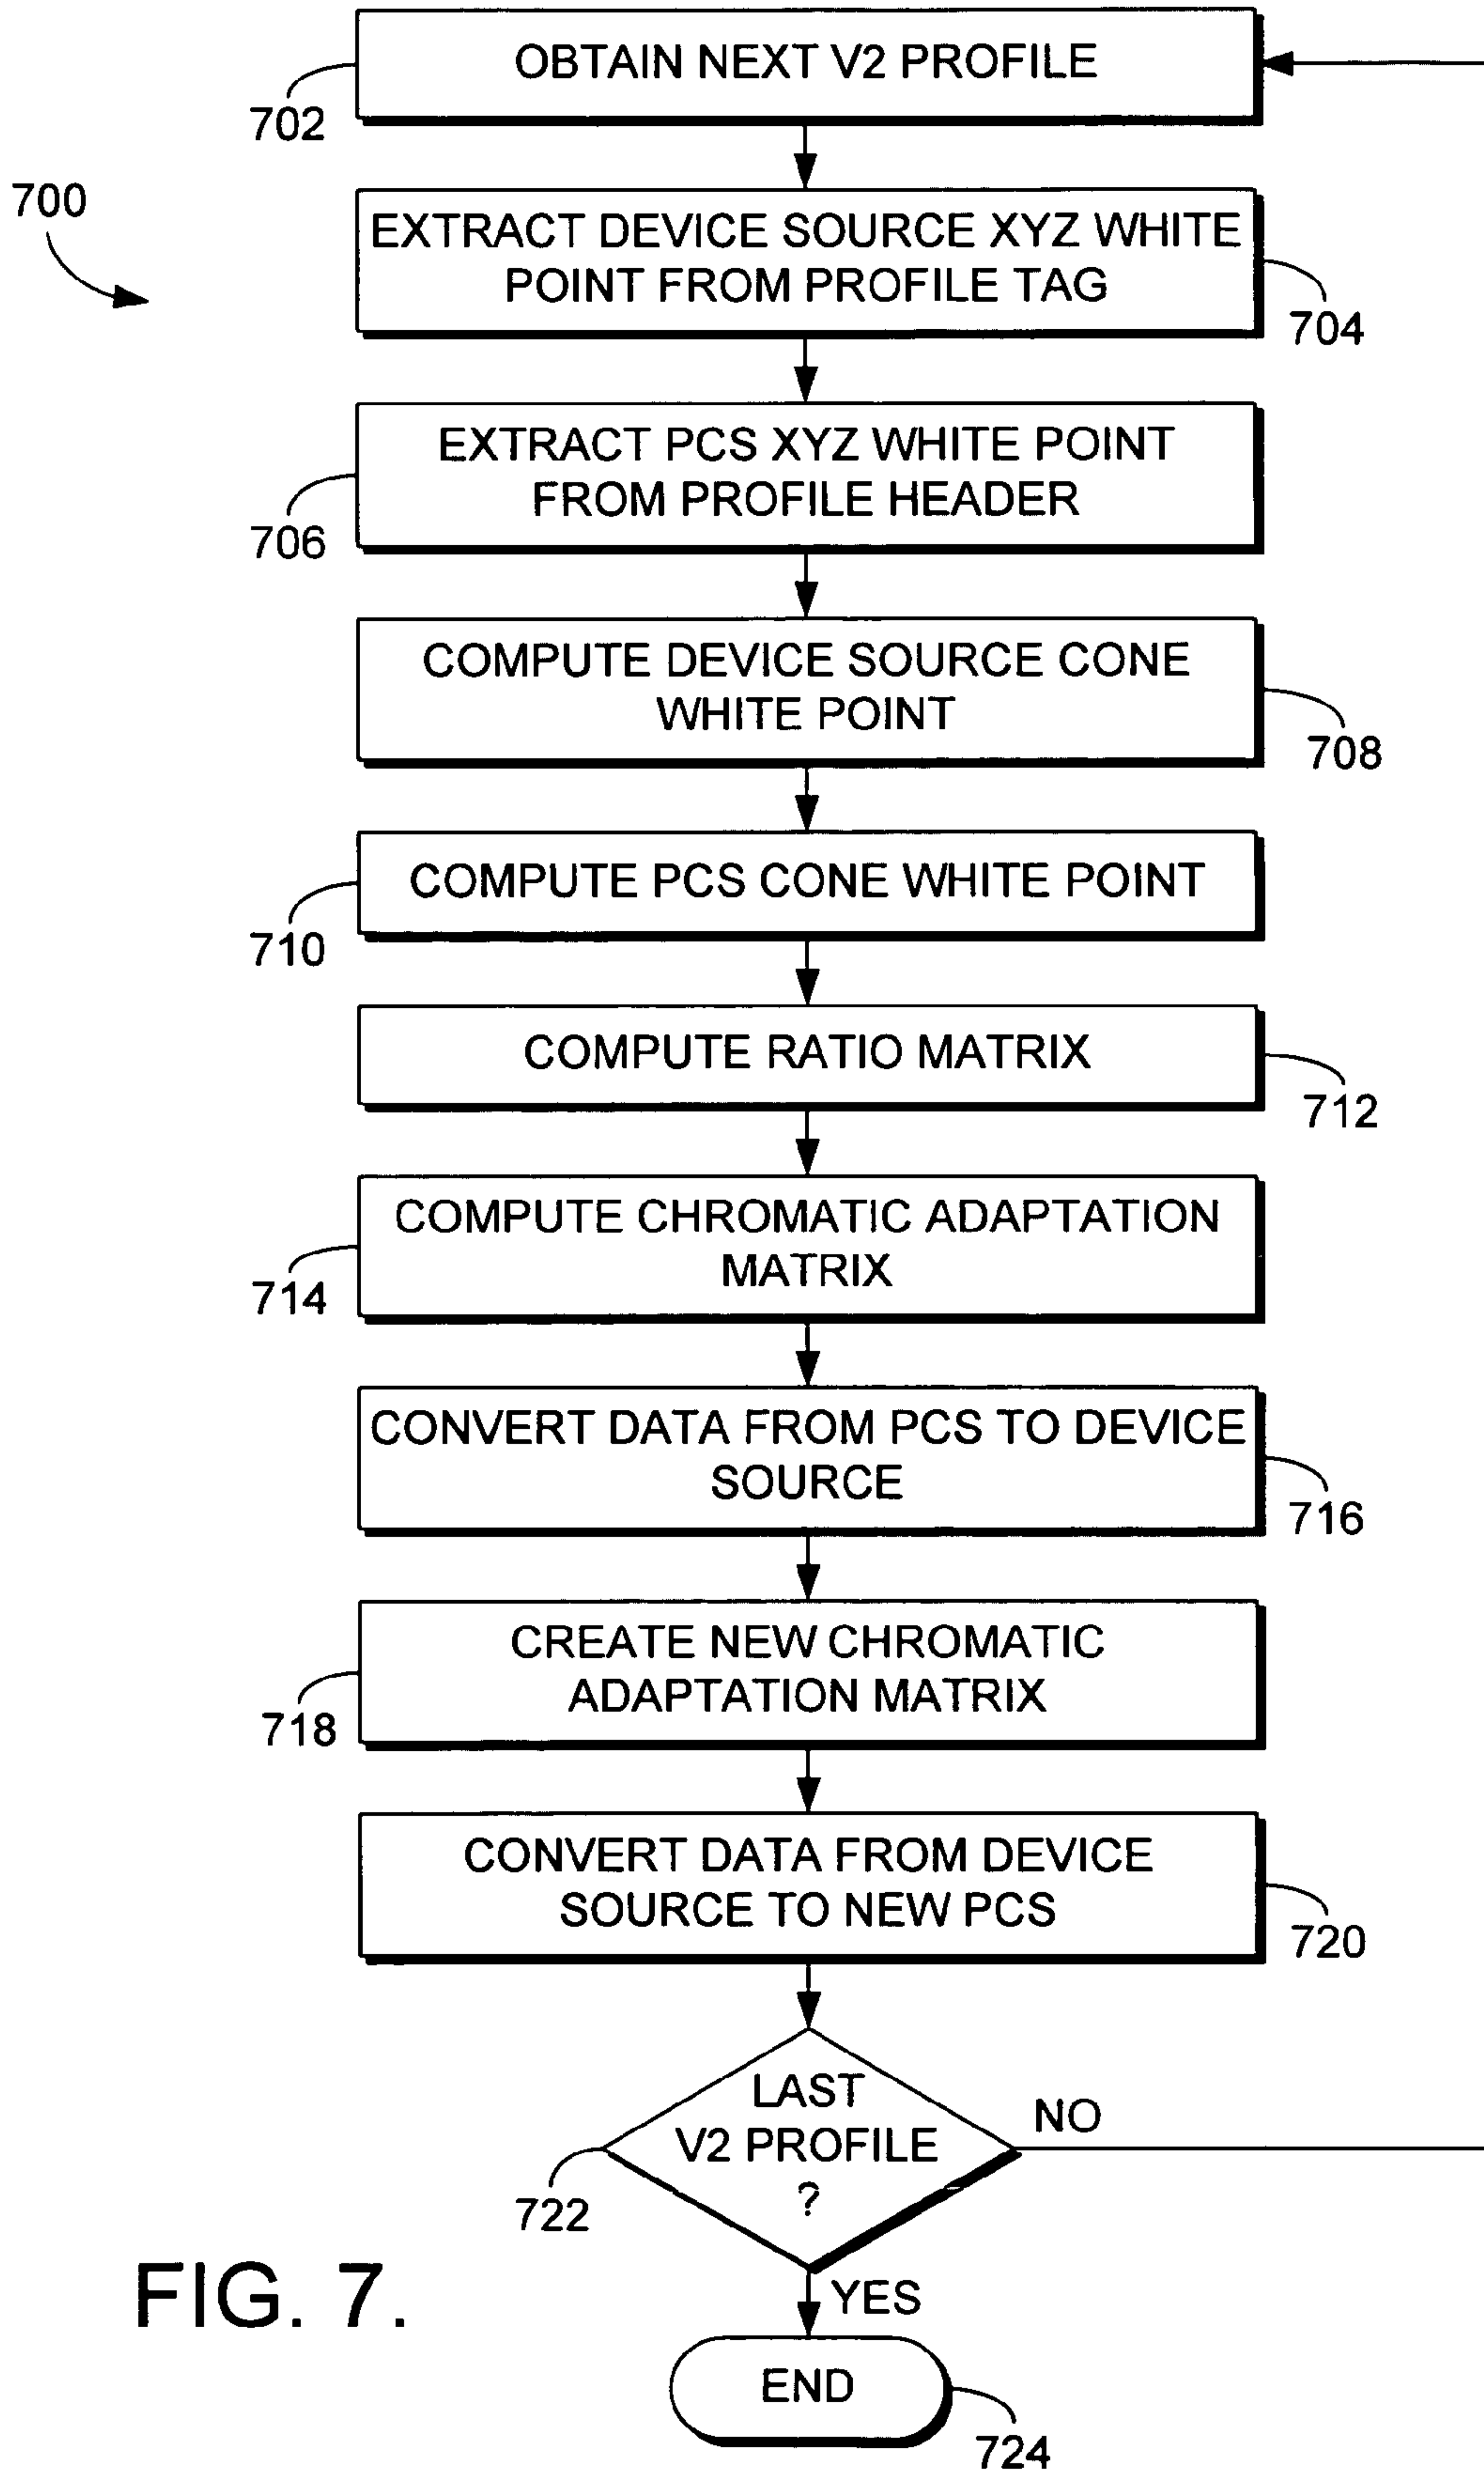 OBTAIN NEXT V2 PROFILE
702
700
EXTRACT DEVICE SOURCE XYZ WHITE
POINT FROM PROFILE TAG
704
EXTRACT PCS XYZ WHITE POINT
FROM PROFILE HEADER
706
COMPUTE DEVICE SOURCE CONE
WHITE POINT
708
COMPUTE PCS CONE WHITE POINT
710
COMPUTE RATIO MATRIX
712
COMPUTE CHROMATIC ADAPTATION
MATRIX
714
CONVERT DATA FROM PCS TO DEVICE
SOURCE
716
CREATE NEW CHROMATIC
ADAPTATION MATRIX
718
CONVERT DATA FROM DEVICE
SOURCE TO NEW PCS
720
LAST
V2 PROFILE
?
NO
722
YES
FIG. 7.
END
724